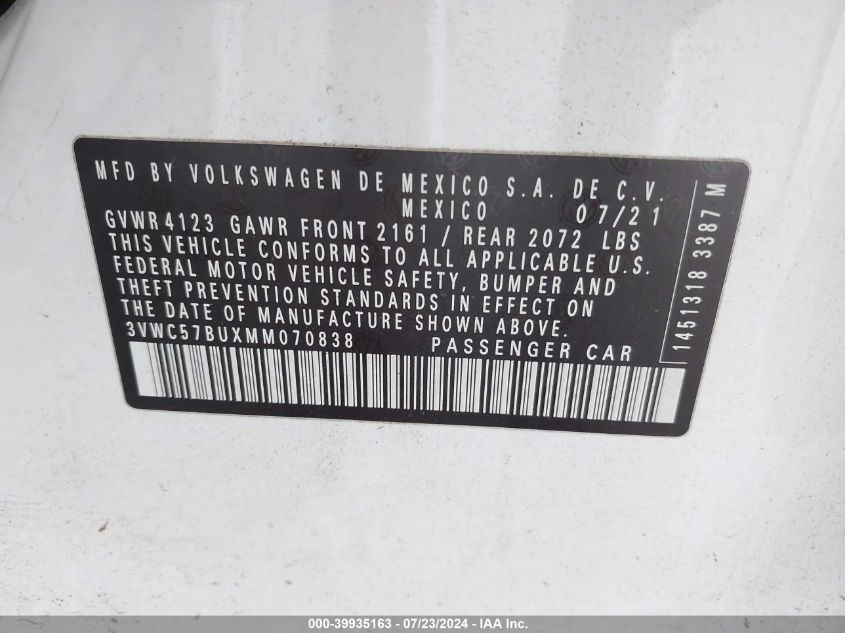 MFD BY VOLKSWAGEN DE MEXICO S.A. DE C.V.
MEXICO 07/21
GVWR 4123 GAWR FRONT 2161 / REAR 2072 LBS
THIS VEHICLE CONFORMS TO ALL APPLICABLE U.S.
FEDERAL MOTOR VEHICLE SAFETY, BUMPER AND
THEFT PREVENTION STANDARDS IN EFFECT ON
THE DATE OF MANUFACTURE SHOWN ABOVE.
3VWC57BUXMM070838 PASSENGER CAR
1451318 3387 M
000-39935163 - 07/23/2024 - IAA Inc.